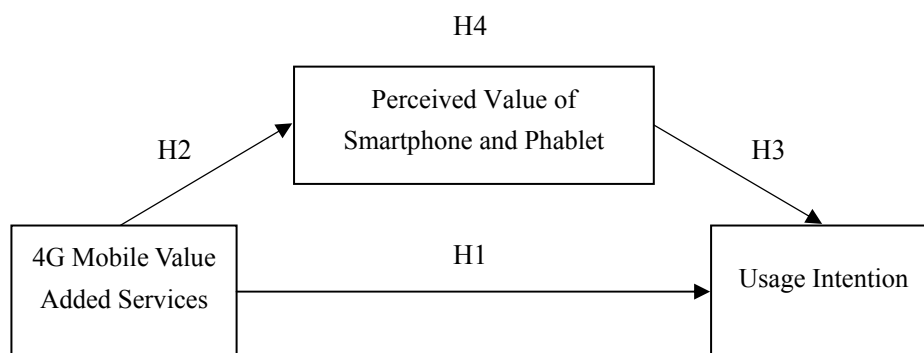 H4
Perceived Value of
Smartphone and Phablet
H2
H3
4G Mobile Value
Added Services
H1
Usage Intention